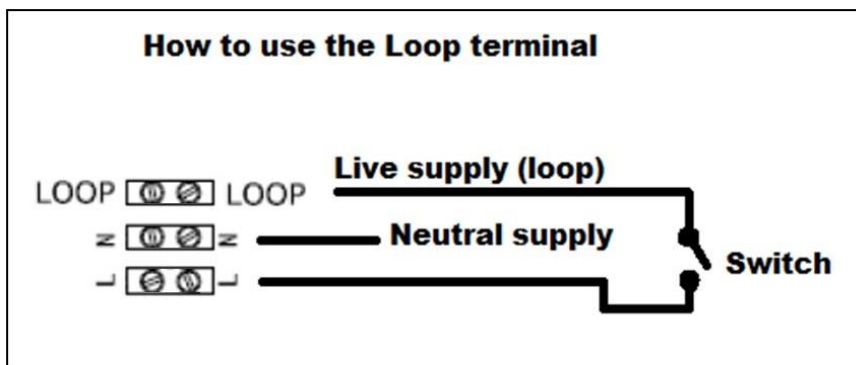 How to use the Loop terminal
Live supply (loop)
LOOP LOOP
N N Neutral supply
Switch
L L